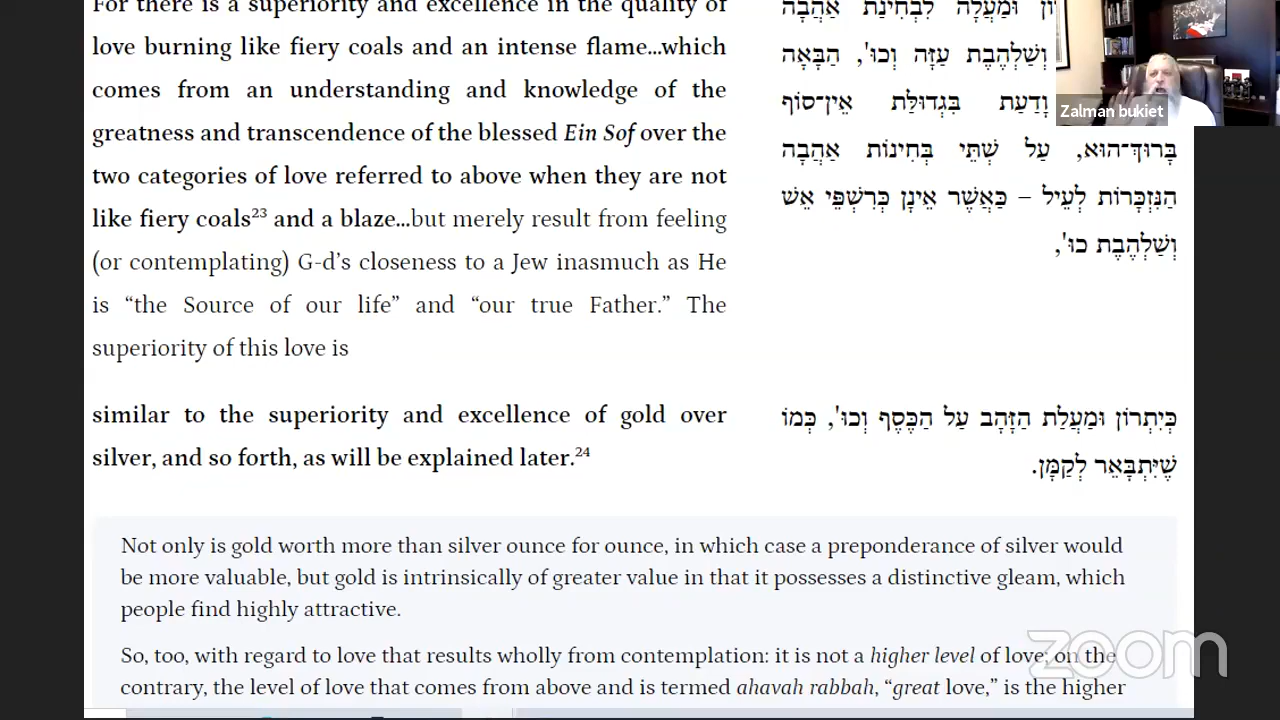 For there is a superiority and excellence in the quality of
love burning like fiery coals and an intense flame...which
comes from an understanding and knowledge of the
greatness and transcendence of the blessed Ein Sof over the
two categories of love referred to above when they are not
like fiery coals²³ and a blaze...but merely result from feeling
(or contemplating) G-d’s closeness to a Jew inasmuch as He
is “the Source of our life” and “our true Father.” The
superiority of this love is
וּמַעֲלָה לִבְחִינַת אַהֲבָה
וְשַׁלְהֶבֶת עַזָּה וְכוּ', הַבָּאָה
וָדַעַת בִּגְדוּלַּת אֵין־סוֹף
בָּרוּךְ־הוּא, עַל שְׁתֵּי בְּחִינוֹת אַהֲבָה
הַנִּזְכָּרוֹת לְעֵיל – כַּאֲשֶׁר אֵינָן כְּרִשְׁפֵּי אֵשׁ
וְשַׁלְהֶבֶת כוּ',
similar to the superiority and excellence of gold over
silver, and so forth, as will be explained later.²⁴
כְּיִתְרוֹן וּמַעֲלַת הַזָּהָב עַל הַכֶּסֶף וְכוּ', כְּמוֹ
שֶׁיִּתְבָּאֵר לְקַמָּן.
Not only is gold worth more than silver ounce for ounce, in which case a preponderance of silver would
be more valuable, but gold is intrinsically of greater value in that it possesses a distinctive gleam, which
people find highly attractive.
So, too, with regard to love that results wholly from contemplation: it is not a higher level of love; on the
contrary, the level of love that comes from above and is termed ahavah rabbah, “great love,” is the higher
Zalman bukiet
zoom